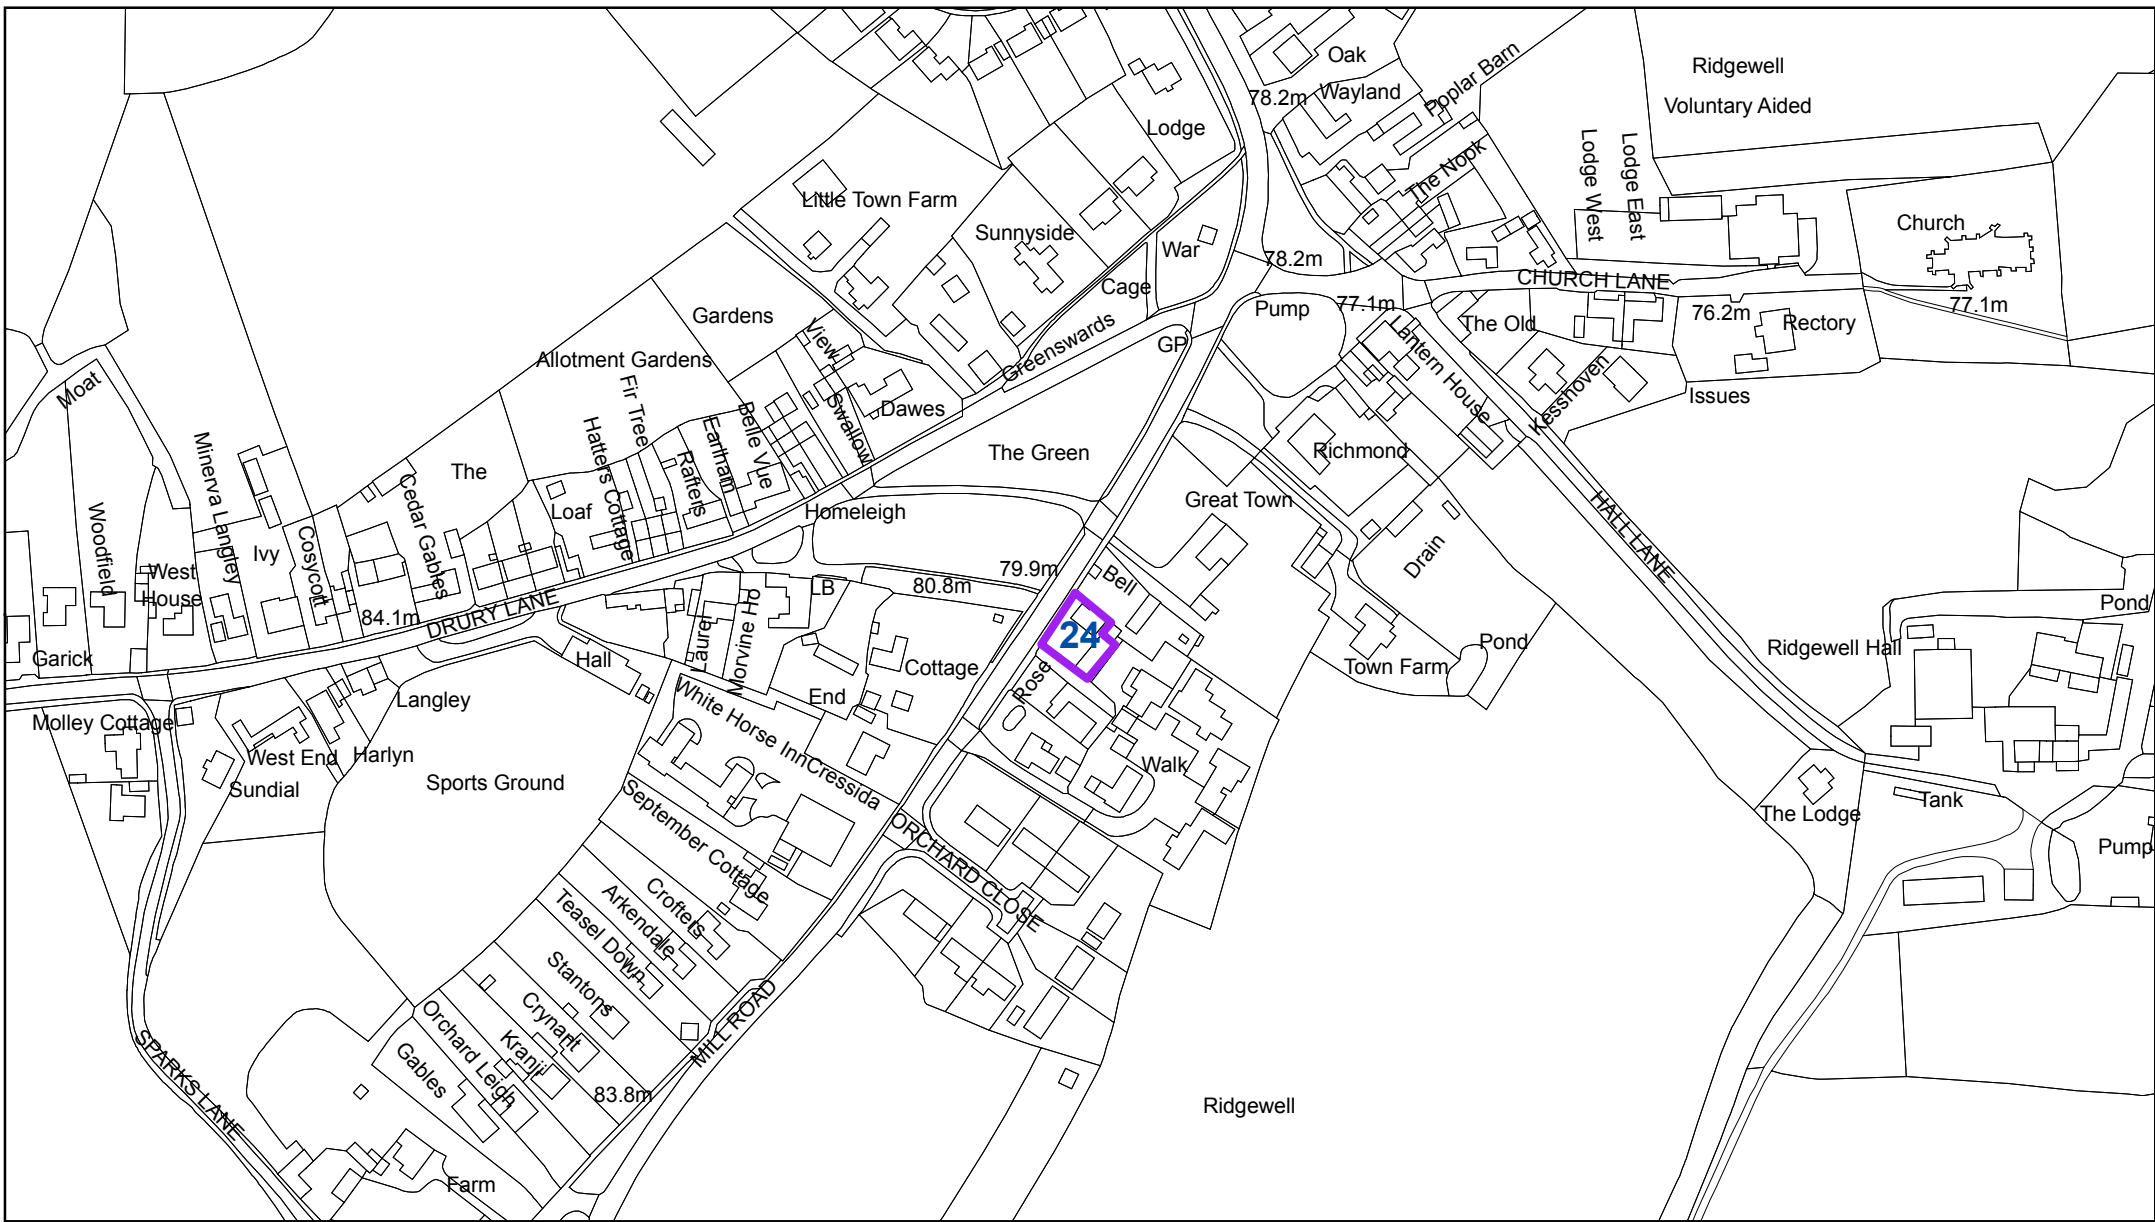 Oak
Ridgewell
Voluntary Aided
78.2m
Wayland
Poplar Barn
Lodge
The Nook
Lodge West
Lodge East
Little Town Farm
Sunnyside
War
Church
78.2m
CHURCH LANE
Cage
Pump
77.1m
76.2m
Rectory
77.1m
The Old
Gardens
View
Greenswards
GP
Lantern House
Kesshoven
Issues
Allotment Gardens
Moat
Fir Tree
Belle Vue
Swallow
Dawes
Hatters Cottage
Earlham
Rafters
The Green
Richmond
Minerva Langley
The
Cedar Gables
Loaf
Homeleigh
Great Town
HALL LANE
Woodfield
West
House
Ivy
Cosycott
Drain
79.9m
Bell
LB
80.8m
84.1m
DRURY LANE
Pond
24
Laurel
Morvine Ho
Garick
Hall
Cottage
Rose
Town Farm
Pond
Ridgewell Hall
Langley
End
Molley Cottage
White Horse Inn
Cressida
West End
Harlyn
Sundial
Sports Ground
Walk
The Lodge
Tank
September Cottage
ORCHARD CLOSE
Pump
Crofters
Arkendale
Teasel Down
Stantons
Crynant
Kranji
Orchard Leigh
Gables
MILL ROAD
83.8m
SPARKS LANE
Ridgewell
Farm